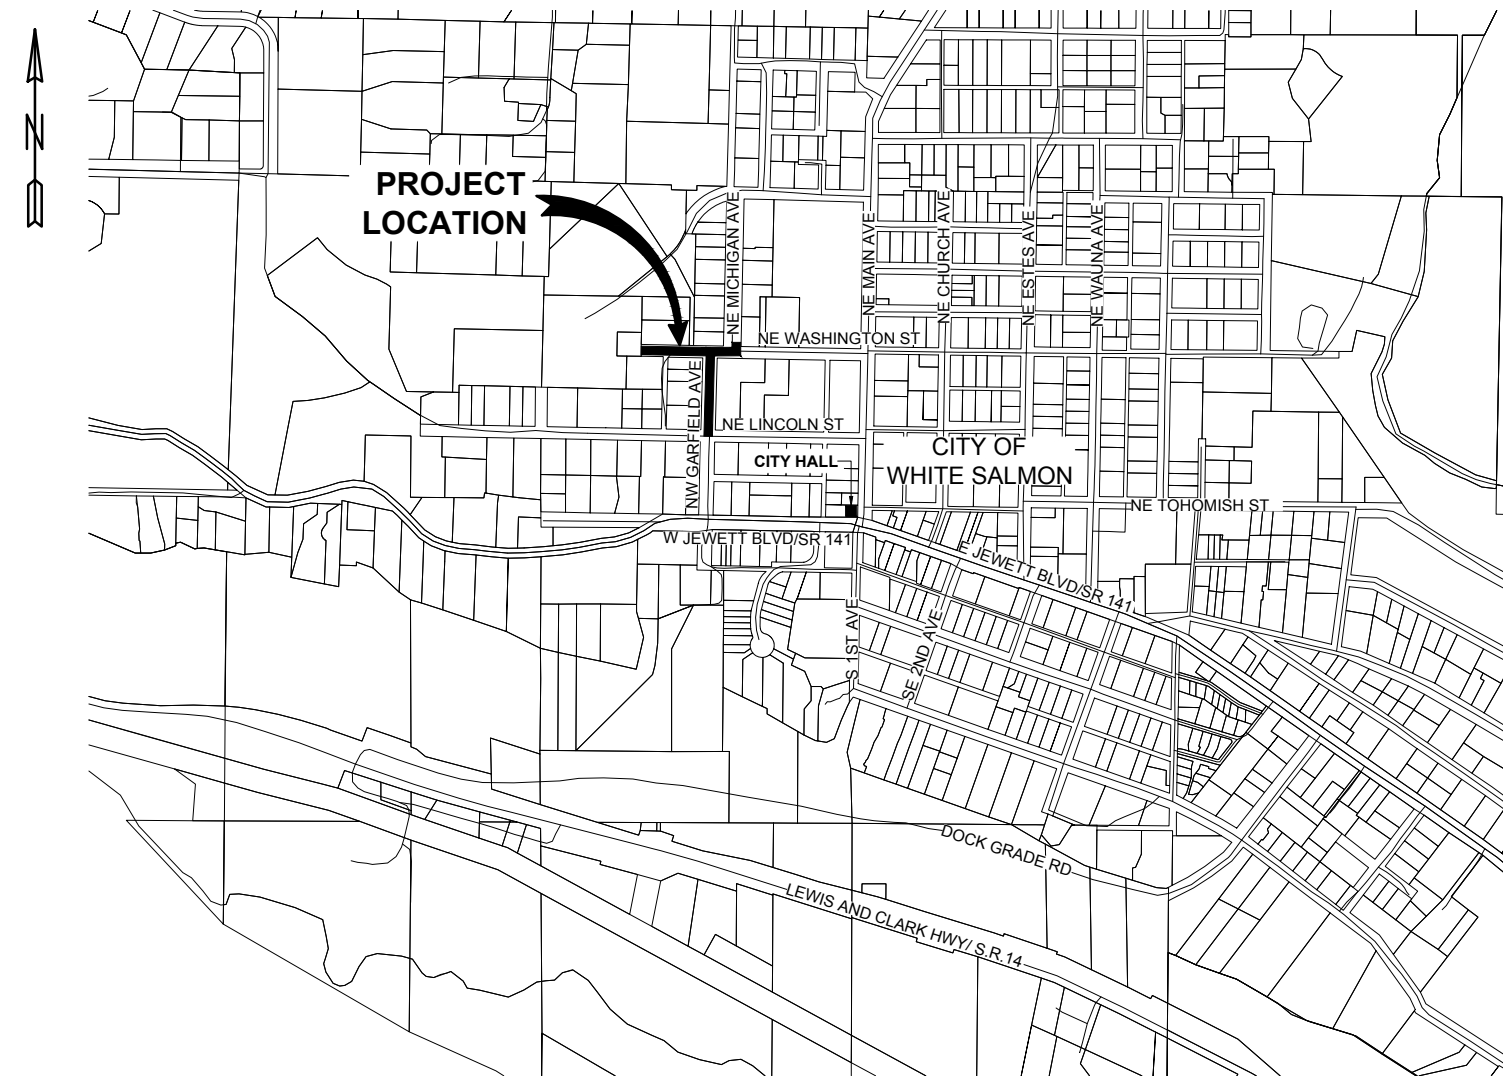 N
PROJECT
LOCATION
NE MICHIGAN AVE
NE MAIN AVE
NE CHURCH AVE
NE ESTES AVE
NE WAUNA AVE
NE WASHINGTON ST
NW GARFIELD AVE
NE LINCOLN ST
CITY HALL
CITY OF
WHITE SALMON
NE TOHOMISH ST
W JEWETT BLVD/SR 141
E JEWETT BLVD/SR 141
S 1ST AVE
SE 2ND AVE
DOCK GRADE RD
LEWIS AND CLARK HWY/ S.R.14